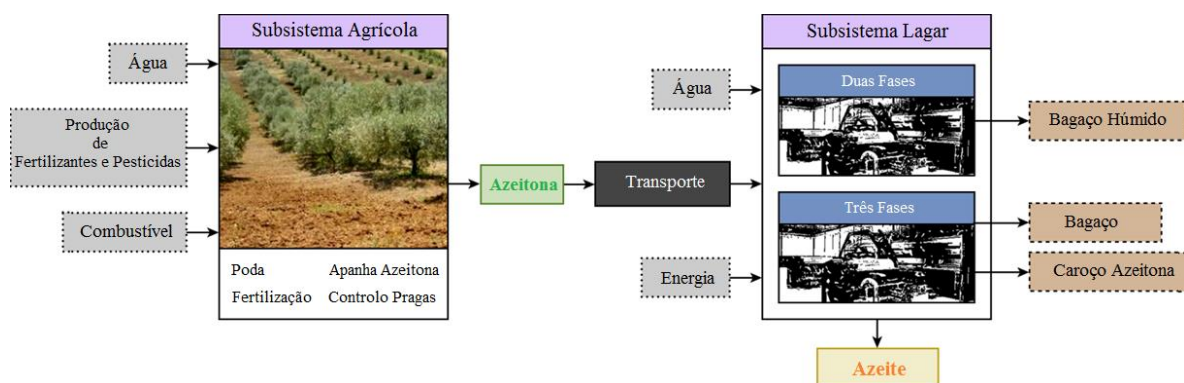 Subsistema Agrícola
Água
Produção
de
Fertilizantes e Pesticidas
Combustível
Poda
Apanha Azeitona
Fertilização
Controlo Pragas
Azeitona
Transporte
Subsistema Lagar
Água
Energia
Duas Fases
Três Fases
Bagaço Húmido
Bagaço
Caroço Azeitona
Azeite